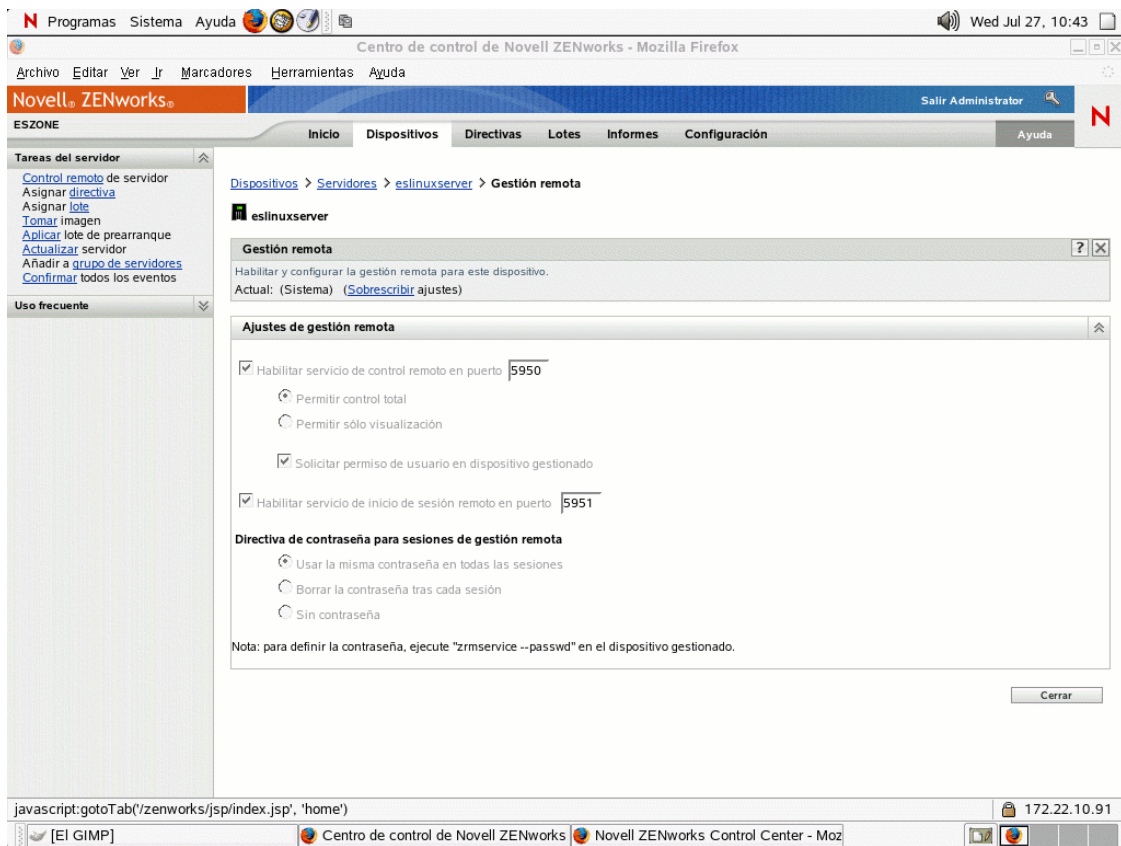 N Programas Sistema Ayuda Wed Jul 27, 10:43
Centro de control de Novell ZENworks - Mozilla Firefox
Archivo Editar Ver Ir Marcadores Herramientas Ayuda
Novell® ZENworks® Salir Administrator
N
ESZONE
Inicio Dispositivos Directivas Lotes Informes Configuración Ayuda
Tareas del servidor
Control remoto de servidor
Asignar directiva
Asignar lote
Tomar imagen
Aplicar lote de prearranque
Actualizar servidor
Añadir a grupo de servidores
Confirmar todos los eventos
Uso frecuente
Dispositivos > Servidores > eslinuxserver > Gestión remota
eslinuxserver
Gestión remota ? X
Habilitar y configurar la gestión remota para este dispositivo.
Actual: (Sistema) (Sobrescribir ajustes)
Ajustes de gestión remota
Habilitar servicio de control remoto en puerto 5950
Permitir control total
Permitir sólo visualización
Solicitar permiso de usuario en dispositivo gestionado
Habilitar servicio de inicio de sesión remoto en puerto 5951
Directiva de contraseña para sesiones de gestión remota
Usar la misma contraseña en todas las sesiones
Borrar la contraseña tras cada sesión
Sin contraseña
Nota: para definir la contraseña, ejecute "zrmservice --passwd" en el dispositivo gestionado.
Cerrar
javascript:gotoTab('/zenworks/jsp/index.jsp', 'home') 172.22.10.91
[El GIMP] Centro de control de Novell ZENworks Novell ZENworks Control Center - Moz